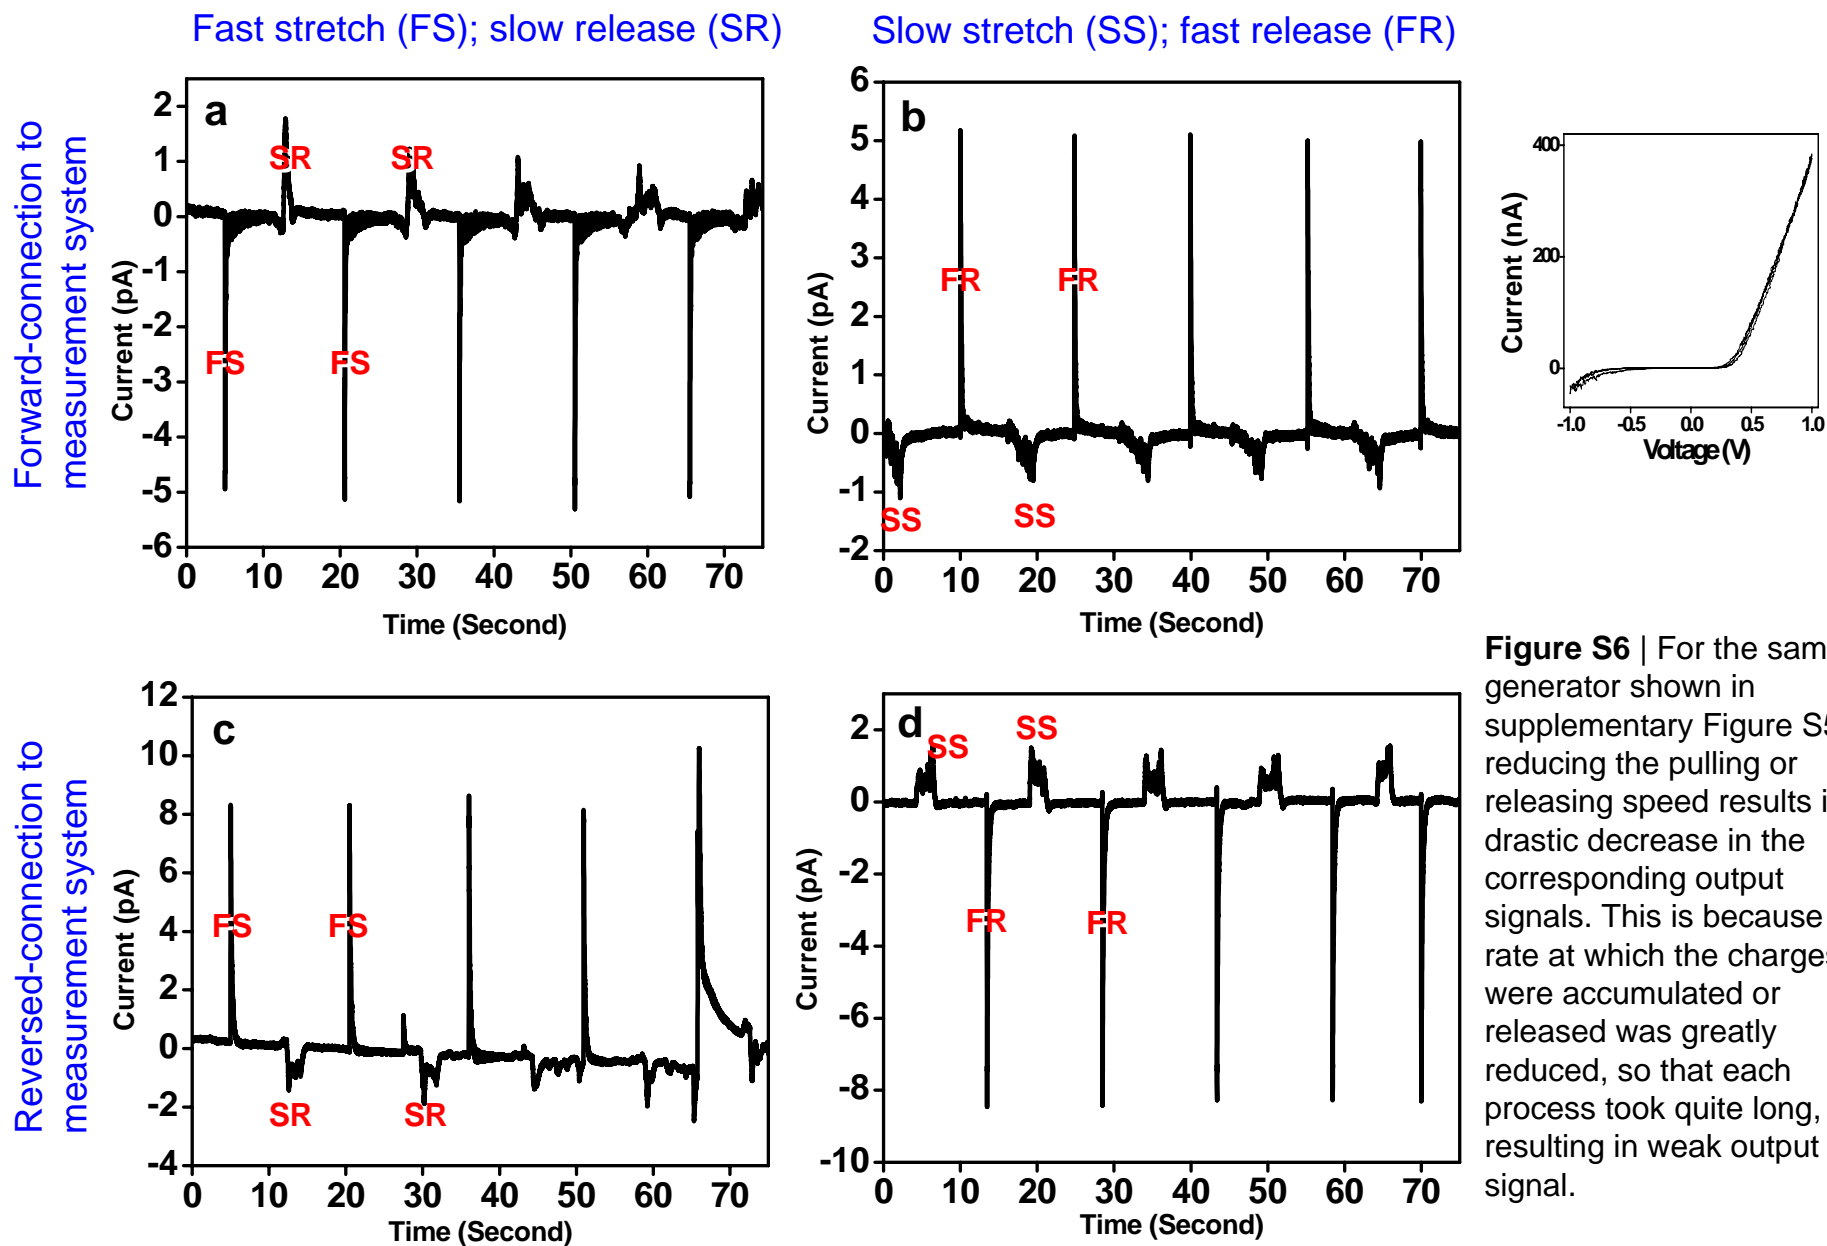 Fast stretch (FS); slow release (SR)
Slow stretch (SS); fast release (FR)
Forward-connection to
measurement system
a
2
1
0
-1
-2
-3
-4
-5
-6
Current (pA)
SR
SR
FS
FS
0 10 20 30 40 50 60 70
Time (Second)
b
6
5
4
3
2
1
0
-1
-2
Current (pA)
FR
FR
SS
SS
0 10 20 30 40 50 60 70
Time (Second)
400
200
0
Current (nA)
-1.0 -0.5 0.0 0.5 1.0
Voltage (V)
Reversed-connection to
measurement system
c
12
10
8
6
4
2
0
-2
-4
Current (pA)
FS
FS
SR
SR
0 10 20 30 40 50 60 70
Time (Second)
d
2
0
-2
-4
-6
-8
-10
Current (pA)
SS
SS
FR
FR
0 10 20 30 40 50 60 70
Time (Second)
Figure S6 | For the sam
generator shown in
supplementary Figure S5
reducing the pulling or
releasing speed results i
drastic decrease in the
corresponding output
signals. This is because
rate at which the charges
were accumulated or
released was greatly
reduced, so that each
process took quite long,
resulting in weak output
signal.